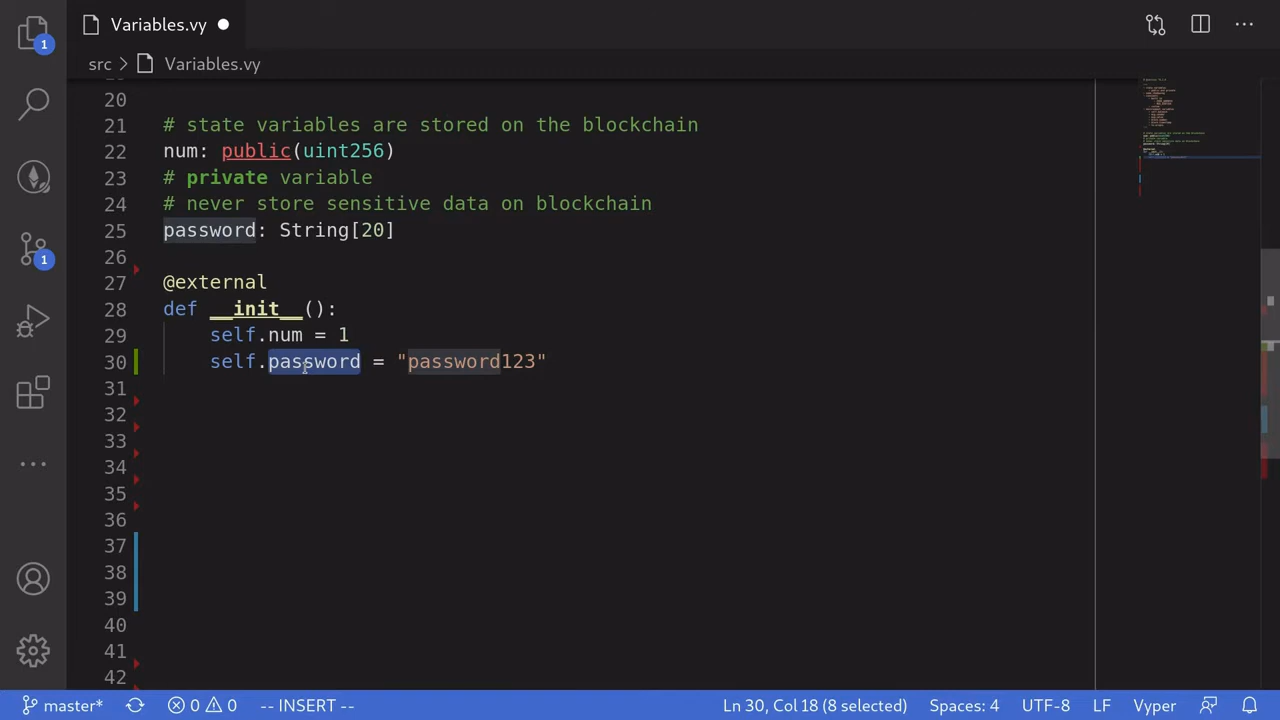 Variables.vy
src > Variables.vy
1
20
21 # state variables are stored on the blockchain
22 num: public(uint256)
23 # private variable
24 # never store sensitive data on blockchain
25 password: String[20]
26
27 @external
28 def __init__():
29 self.num = 1
30 self.password = "password123"
31
32
33
34
35
36
37
38
39
40
41
42
1
master* 0 0 -- INSERT -- Ln 30, Col 18 (8 selected) Spaces: 4 UTF-8 LF Vyper